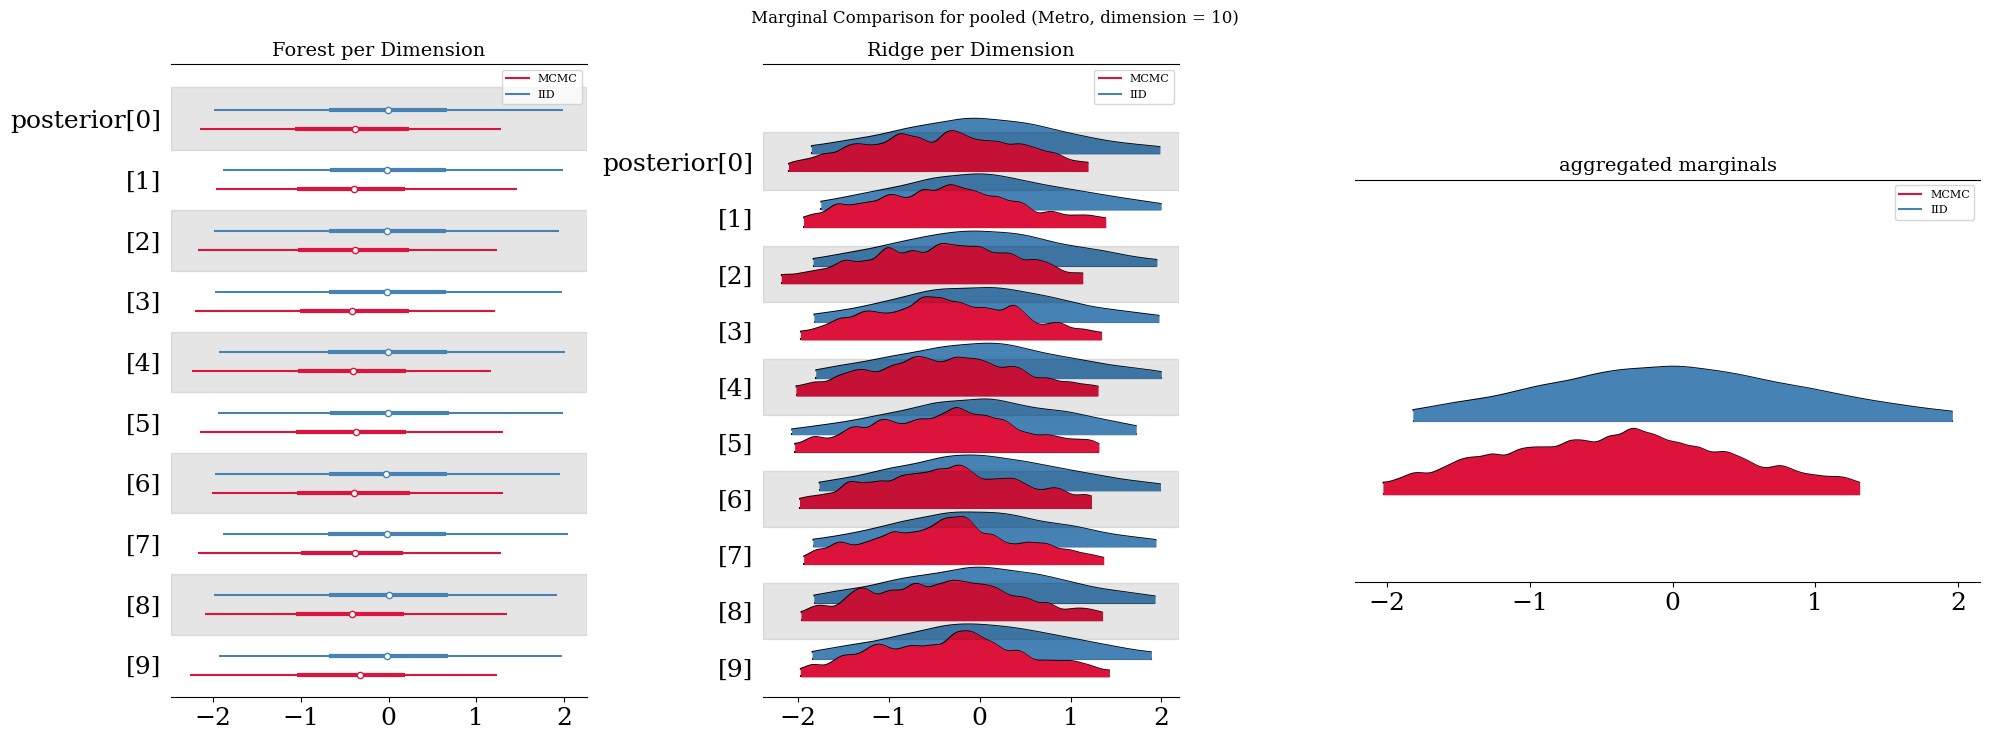 Marginal Comparison for pooled (Metro, dimension = 10)
Forest per Dimension
MCMC
IID
posterior[0]
[1]
[2]
[3]
[4]
[5]
[6]
[7]
[8]
[9]
−2 −1 0 1 2
Ridge per Dimension
MCMC
IID
posterior[0]
[1]
[2]
[3]
[4]
[5]
[6]
[7]
[8]
[9]
−2 −1 0 1 2
aggregated marginals
MCMC
IID
−2 −1 0 1 2